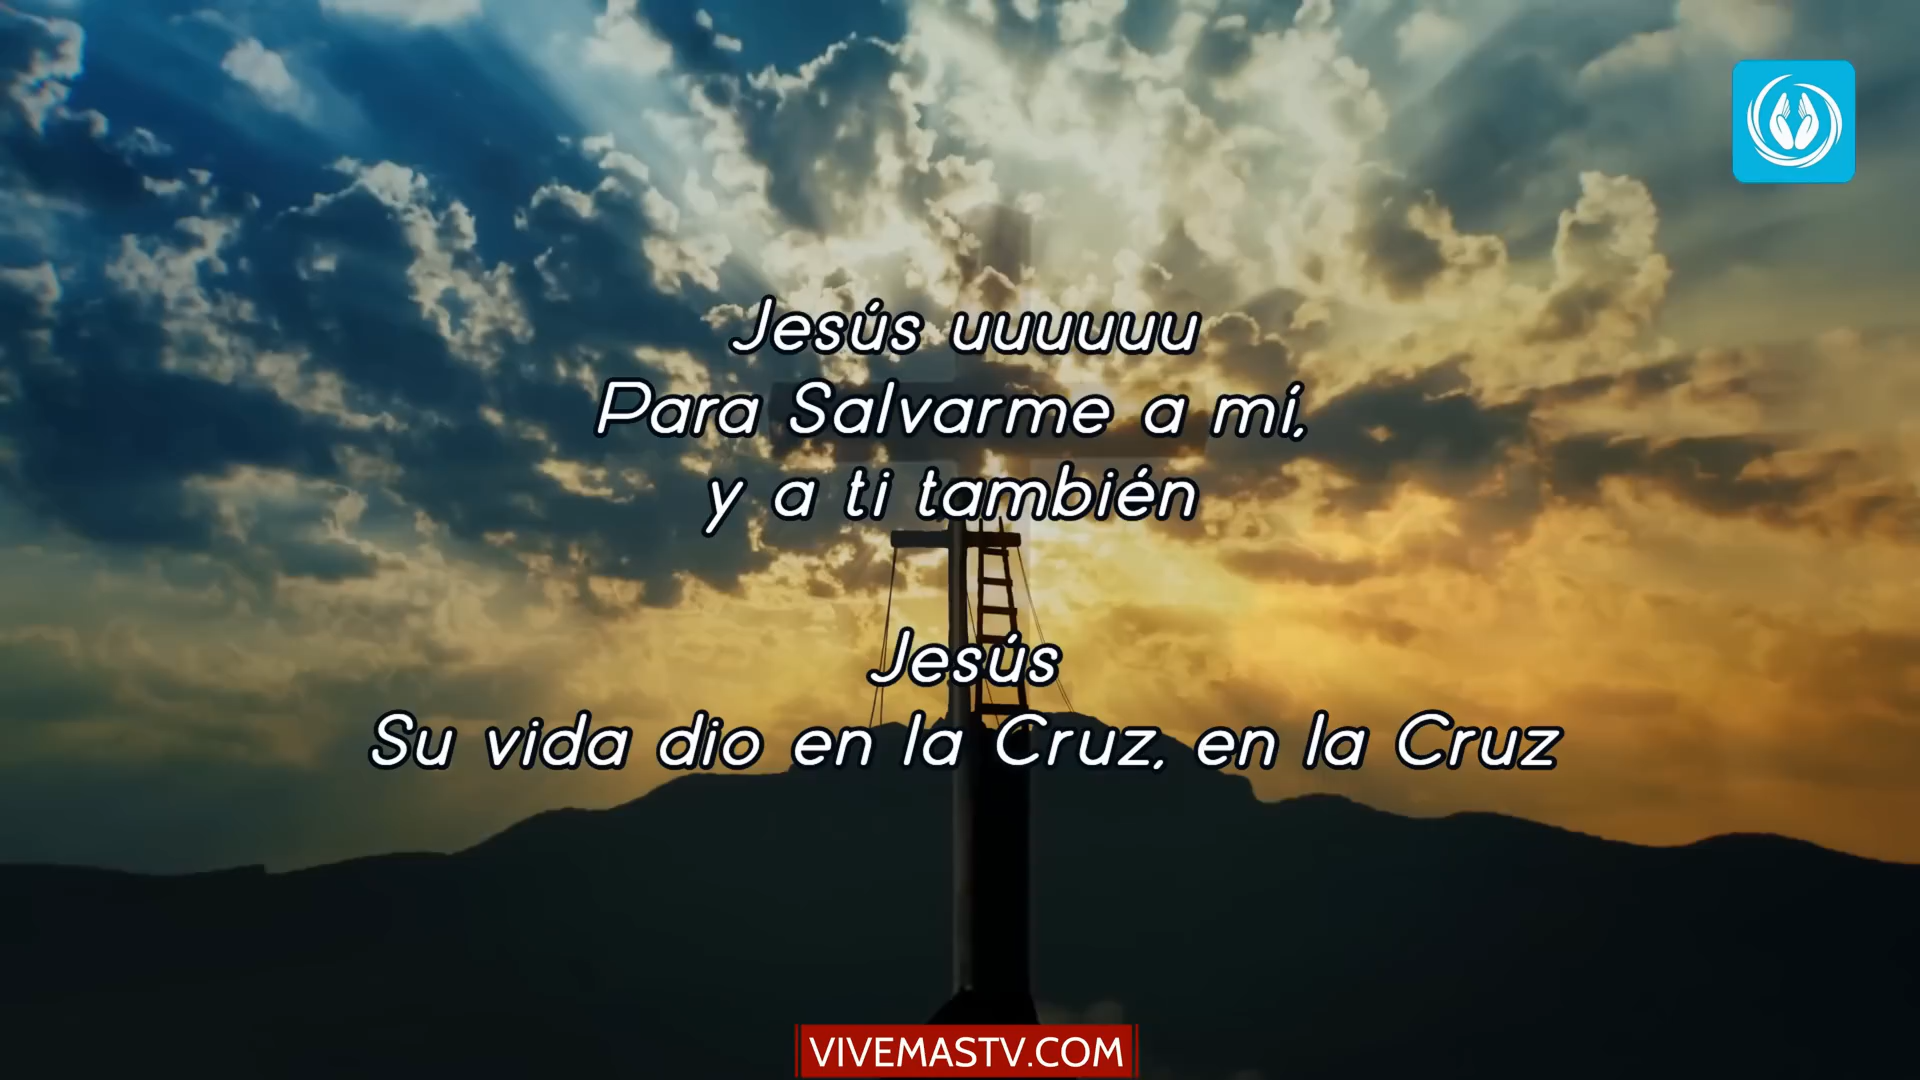 Jesús uuuuuu
Para Salvarme a mí,
y a ti también
Jesús
Su vida dio en la Cruz, en la Cruz
VIVEMASTV.COM